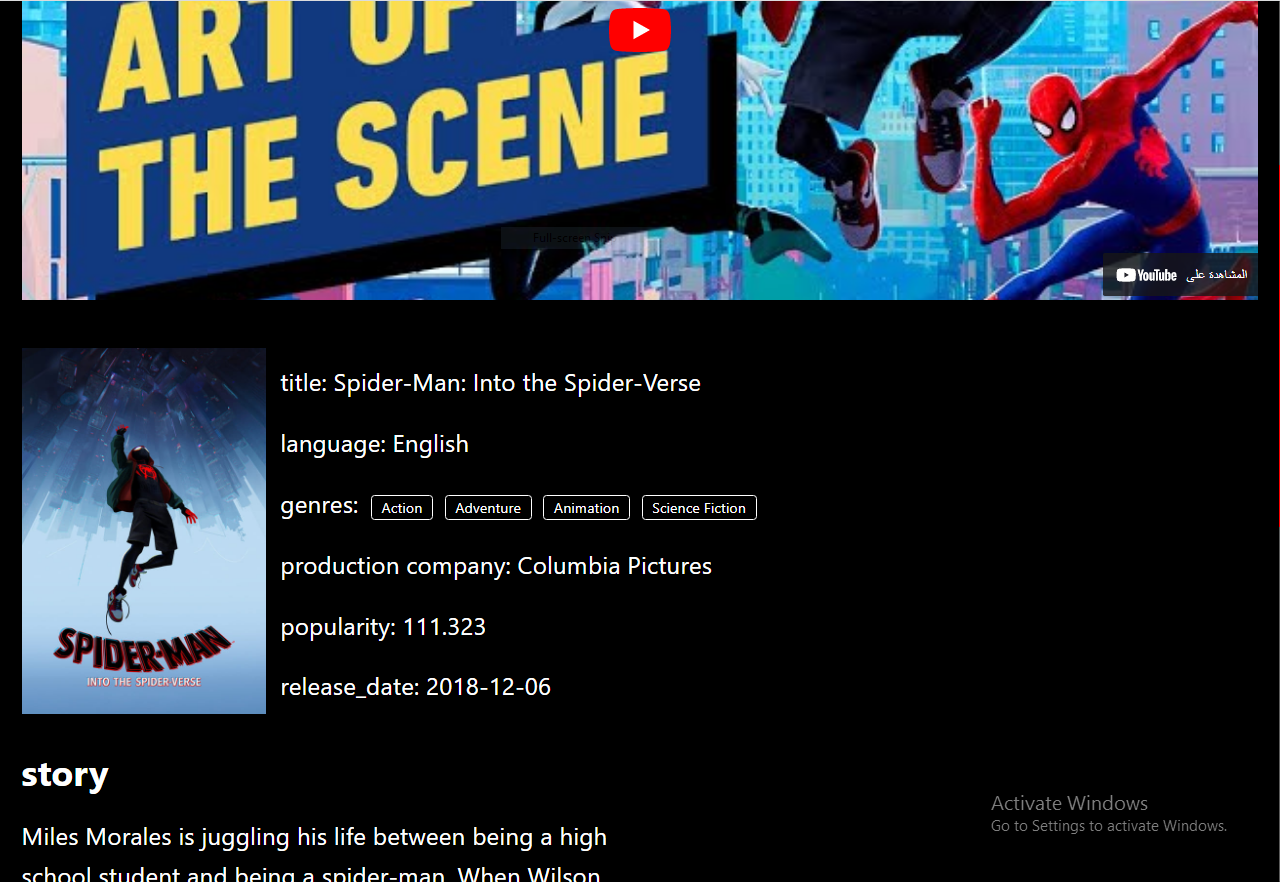 ART OF
THE SCENE
Full-screen
YouTube المشاهدة على
title: Spider-Man: Into the Spider-Verse
language: English
genres: Action Adventure Animation Science Fiction
production company: Columbia Pictures
popularity: 111.323
release_date: 2018-12-06
SPIDER-MAN
INTO THE SPIDER-VERSE
story
Activate Windows
Go to Settings to activate Windows.
Miles Morales is juggling his life between being a high
school student and being a spider-man. When Wilson